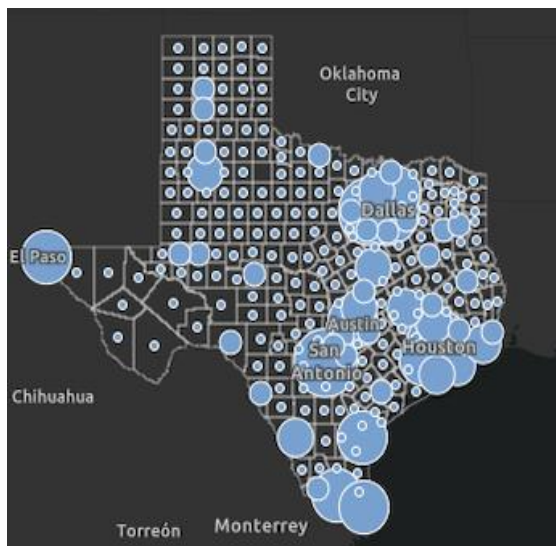 Oklahoma
City
Dallas
El Paso
Austin
San
Antonio
Houston
Chihuahua
Torreón
Monterrey